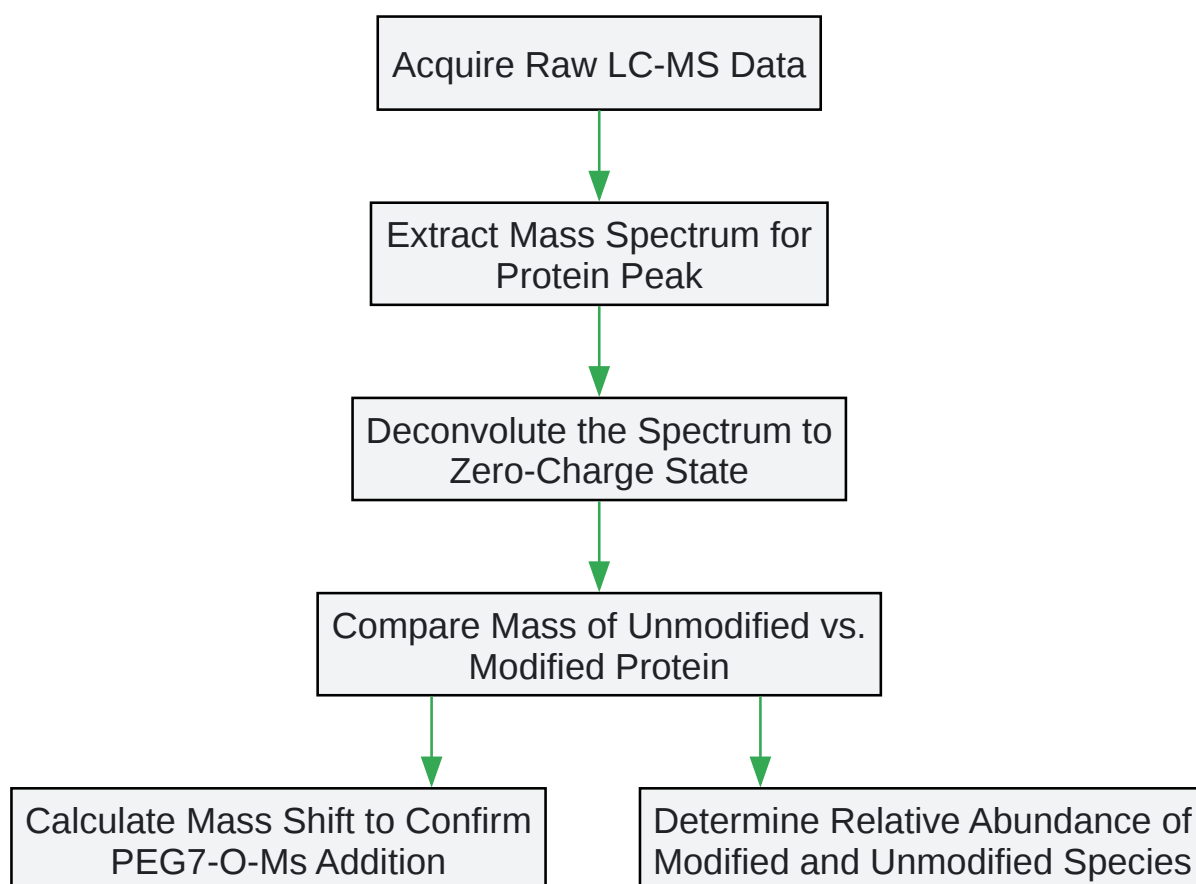 Acquire Raw LC-MS Data
Extract Mass Spectrum for
Protein Peak
Deconvolute the Spectrum to
Zero-Charge State
Compare Mass of Unmodified vs.
Modified Protein
Calculate Mass Shift to Confirm
PEG7-O-Ms Addition
Determine Relative Abundance of
Modified and Unmodified Species